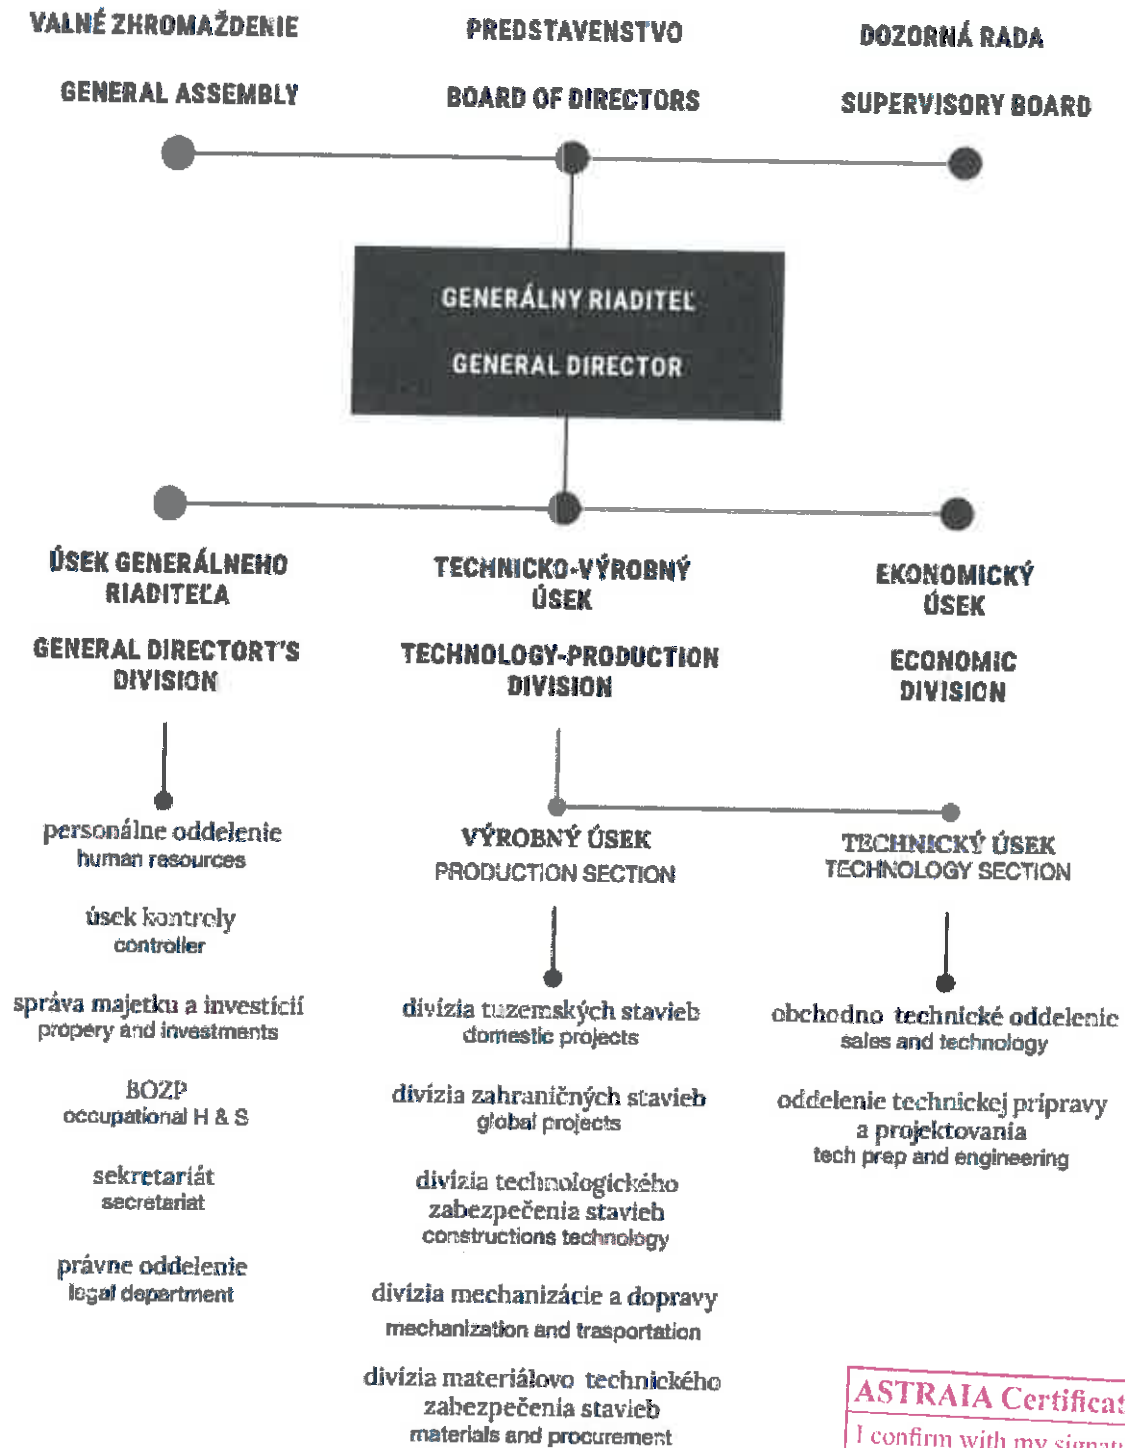 VALNÉ ZHROMAŽDENIE
GENERAL ASSEMBLY
PREDSTAVENSTVO
BOARD OF DIRECTORS
DOZORNÁ RADA
SUPERVISORY BOARD
GENERÁLNY RIADITEĽ
GENERAL DIRECTOR
ÚSEK GENERÁLNEHO
RIADITEĽA
GENERAL DIRECTORT'S
DIVISION
TECHNICKO-VÝROBNÝ
ÚSEK
TECHNOLOGY-PRODUCTION
DIVISION
EKONOMICKÝ
ÚSEK
ECONOMIC
DIVISION
personálne oddelenie
human resources
úsek kontroly
controller
správa majetku a investícií
propery and investments
BOZP
occupational H & S
sekretariát
secretariat
právne oddelenie
legal department
VÝROBNÝ ÚSEK
PRODUCTION SECTION
divízia tuzemských stavieb
domestic projects
divízia zahraničných stavieb
global projects
divízia technologického
zabezpečenia stavieb
constructions technology
divízia mechanizácie a dopravy
mechanization and trasportation
divízia materiálovo technického
zabezpečenia stavieb
materials and procurement
TECHNICKÝ ÚSEK
TECHNOLOGY SECTION
obchodno technické oddelenie
sales and technology
oddelenie technickej prípravy
a projektovania
tech prep and engineering
ASTRAIA Certificat
I confirm with my signatu